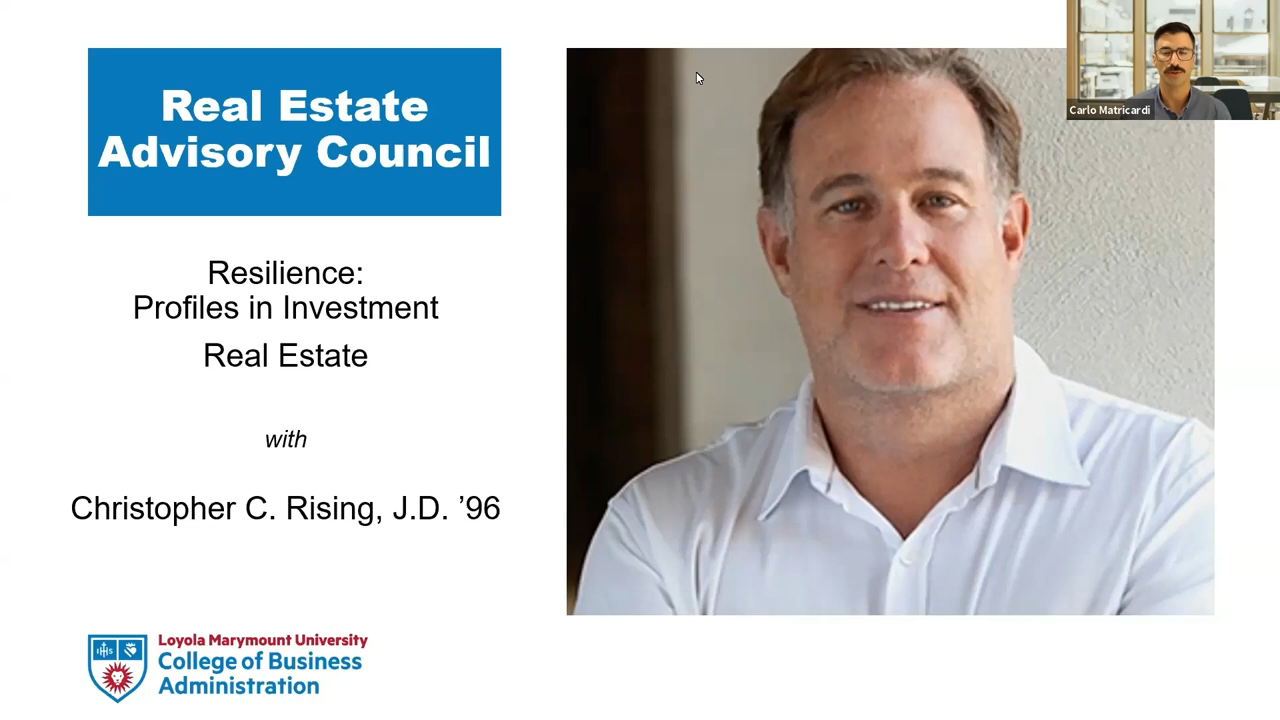 Real Estate
Advisory Council
Resilience:
Profiles in Investment
Real Estate
with
Christopher C. Rising, J.D. ’96
Loyola Marymount University
College of Business
Administration
IHS
Carlo Matricardi